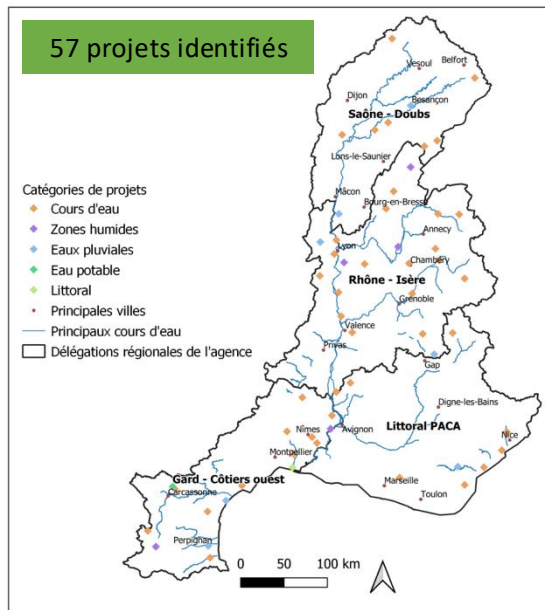 57 projets identifiés
Vesoul
Belfort
Dijon
Besançon
Saône - Doubs
Lons-le-Saunier
Catégories de projets
Cours d'eau
Zones humides
Eaux pluviales
Eau potable
Littoral
Principales villes
Principaux cours d'eau
Délégations régionales de l'agence
Mâcon
Bourg-en-Bresse
Annecy
Lyon
Chambéry
Rhône - Isère
Grenoble
Valence
Privas
Gap
Digne-les-Bains
Littoral PACA
Nîmes
Avignon
Nice
Montpellier
Gard - Côtiers ouest
Marseille
Toulon
Carcassonne
Perpignan
0 50 100 km